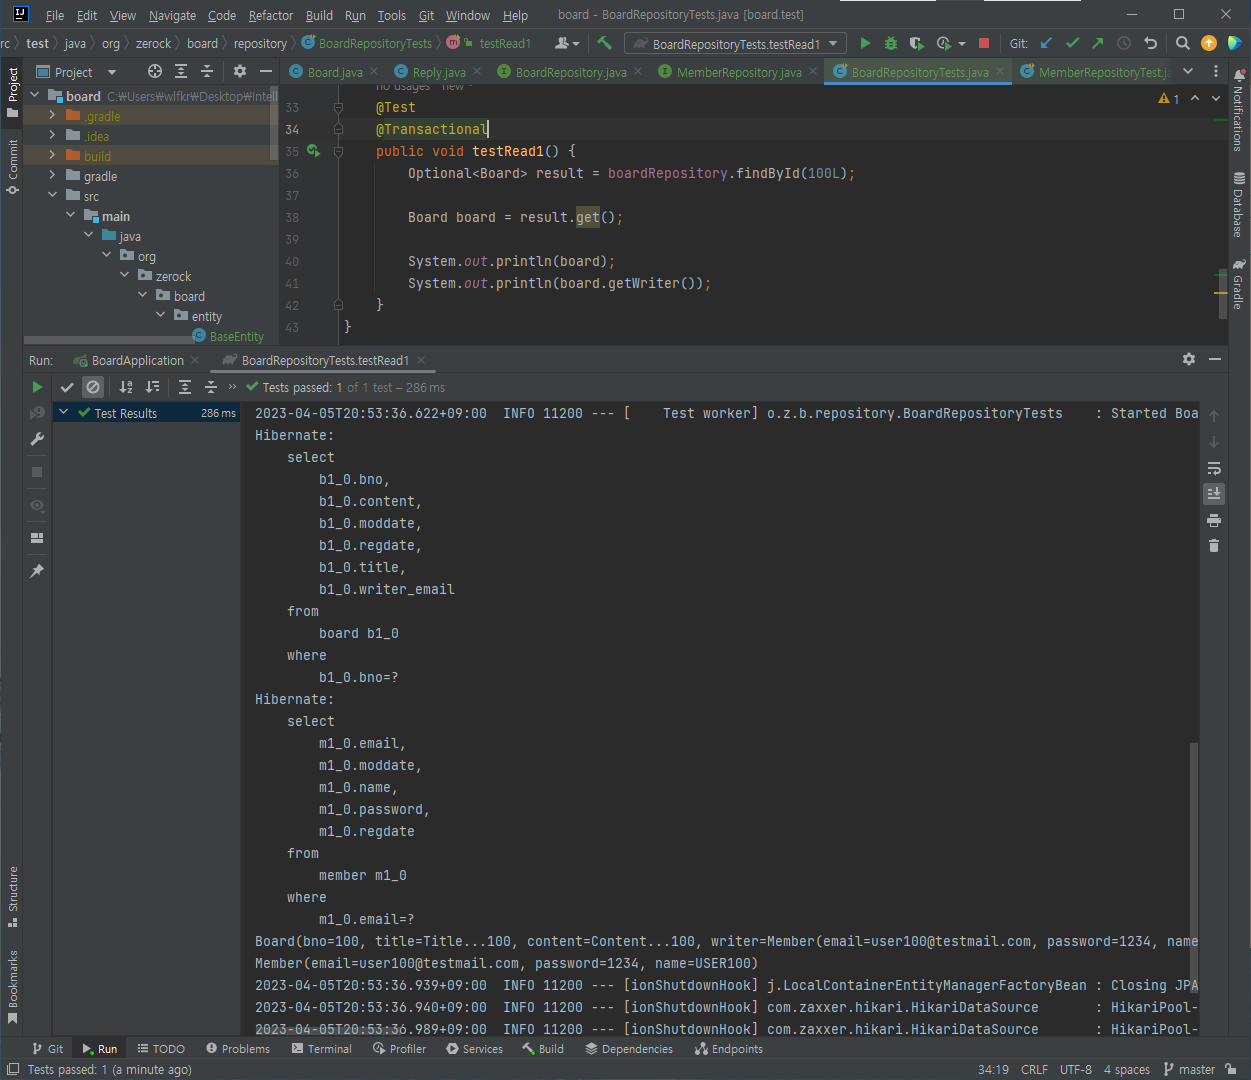 File Edit View Navigate Code Refactor Build Run Tools Git Window Help board - BoardRepositoryTests.java [board.test]
rc test java org zerock board repository BoardRepositoryTests testRead1 BoardRepositoryTests.testRead1 Git:
Project Board.java Reply.java BoardRepository.java MemberRepository.java BoardRepositoryTests.java MemberRepositoryTest.j
board C:₩Users₩wlfkr₩Desktop₩Intell
.gradle
.idea
build
gradle
src
main
java
org
zerock
board
entity
BaseEntity
no usages new *
33 @Test
34 @Transactional
35 public void testRead1() {
36 Optional<Board> result = boardRepository.findById(100L);
37
38 Board board = result.get();
39
40 System.out.println(board);
41 System.out.println(board.getWriter());
42 }
43 }
1
Project
Commit
Structure
Bookmarks
Notifications
Database
Gradle
Run: BoardApplication BoardRepositoryTests.testRead1
Tests passed: 1 of 1 test – 286 ms
Test Results 286 ms
2023-04-05T20:53:36.622+09:00 INFO 11200 --- [ Test worker] o.z.b.repository.BoardRepositoryTests : Started Boa
Hibernate:
select
b1_0.bno,
b1_0.content,
b1_0.moddate,
b1_0.regdate,
b1_0.title,
b1_0.writer_email
from
board b1_0
where
b1_0.bno=?
Hibernate:
select
m1_0.email,
m1_0.moddate,
m1_0.name,
m1_0.password,
m1_0.regdate
from
member m1_0
where
m1_0.email=?
Board(bno=100, title=Title...100, content=Content...100, writer=Member(email=user100@testmail.com, password=1234, name
Member(email=user100@testmail.com, password=1234, name=USER100)
2023-04-05T20:53:36.939+09:00 INFO 11200 --- [ionShutdownHook] j.LocalContainerEntityManagerFactoryBean : Closing JPA
2023-04-05T20:53:36.940+09:00 INFO 11200 --- [ionShutdownHook] com.zaxxer.hikari.HikariDataSource : HikariPool-
2023-04-05T20:53:36.989+09:00 INFO 11200 --- [ionShutdownHook] com.zaxxer.hikari.HikariDataSource : HikariPool-
Git Run TODO Problems Terminal Profiler Services Build Dependencies Endpoints
Tests passed: 1 (a minute ago) 34:19 CRLF UTF-8 4 spaces master